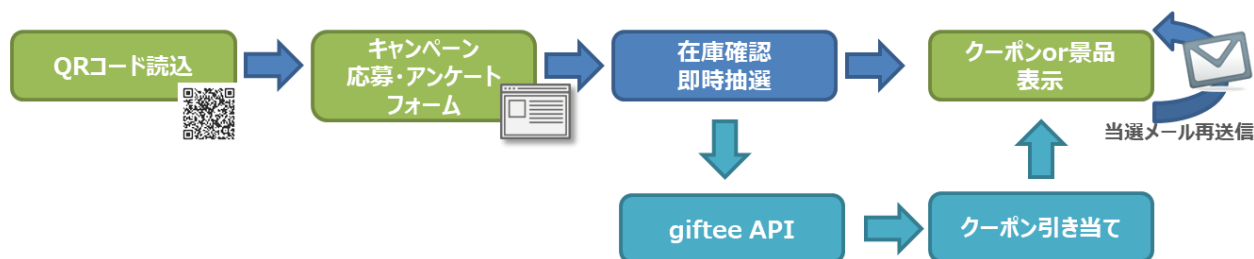 QRコード読込
キャンペーン
応募・アンケート
フォーム
在庫確認
即時抽選
クーポンor景品
表示
当選メール再送信
giftee API
クーポン引き当て